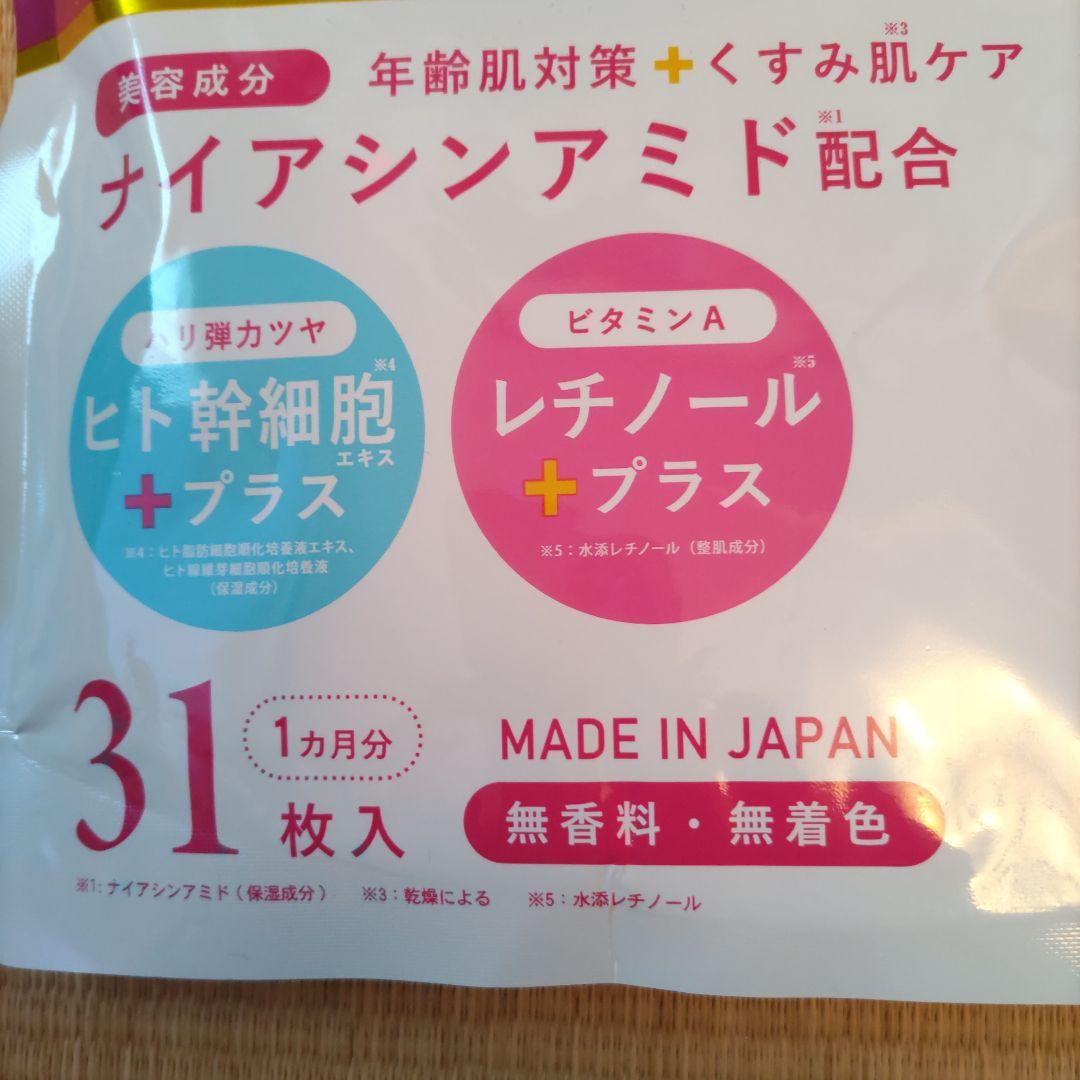 美容成分 年齢肌対策+くすみ肌ケア※3
ナイアシンアミド※1配合
ハリ弾力ツヤ
ヒト幹細胞※4
エキス
+プラス
※4:ヒト脂肪細胞順化培養液エキス、
ヒト線維芽細胞順化培養液
(保湿成分)
ビタミンA
レチノール※5
+プラス
※5:水添レチノール(整肌成分)
31枚入
1カ月分
MADE IN JAPAN
無香料・無着色
※1:ナイアシンアミド(保湿成分) ※3:乾燥による ※5:水添レチノール